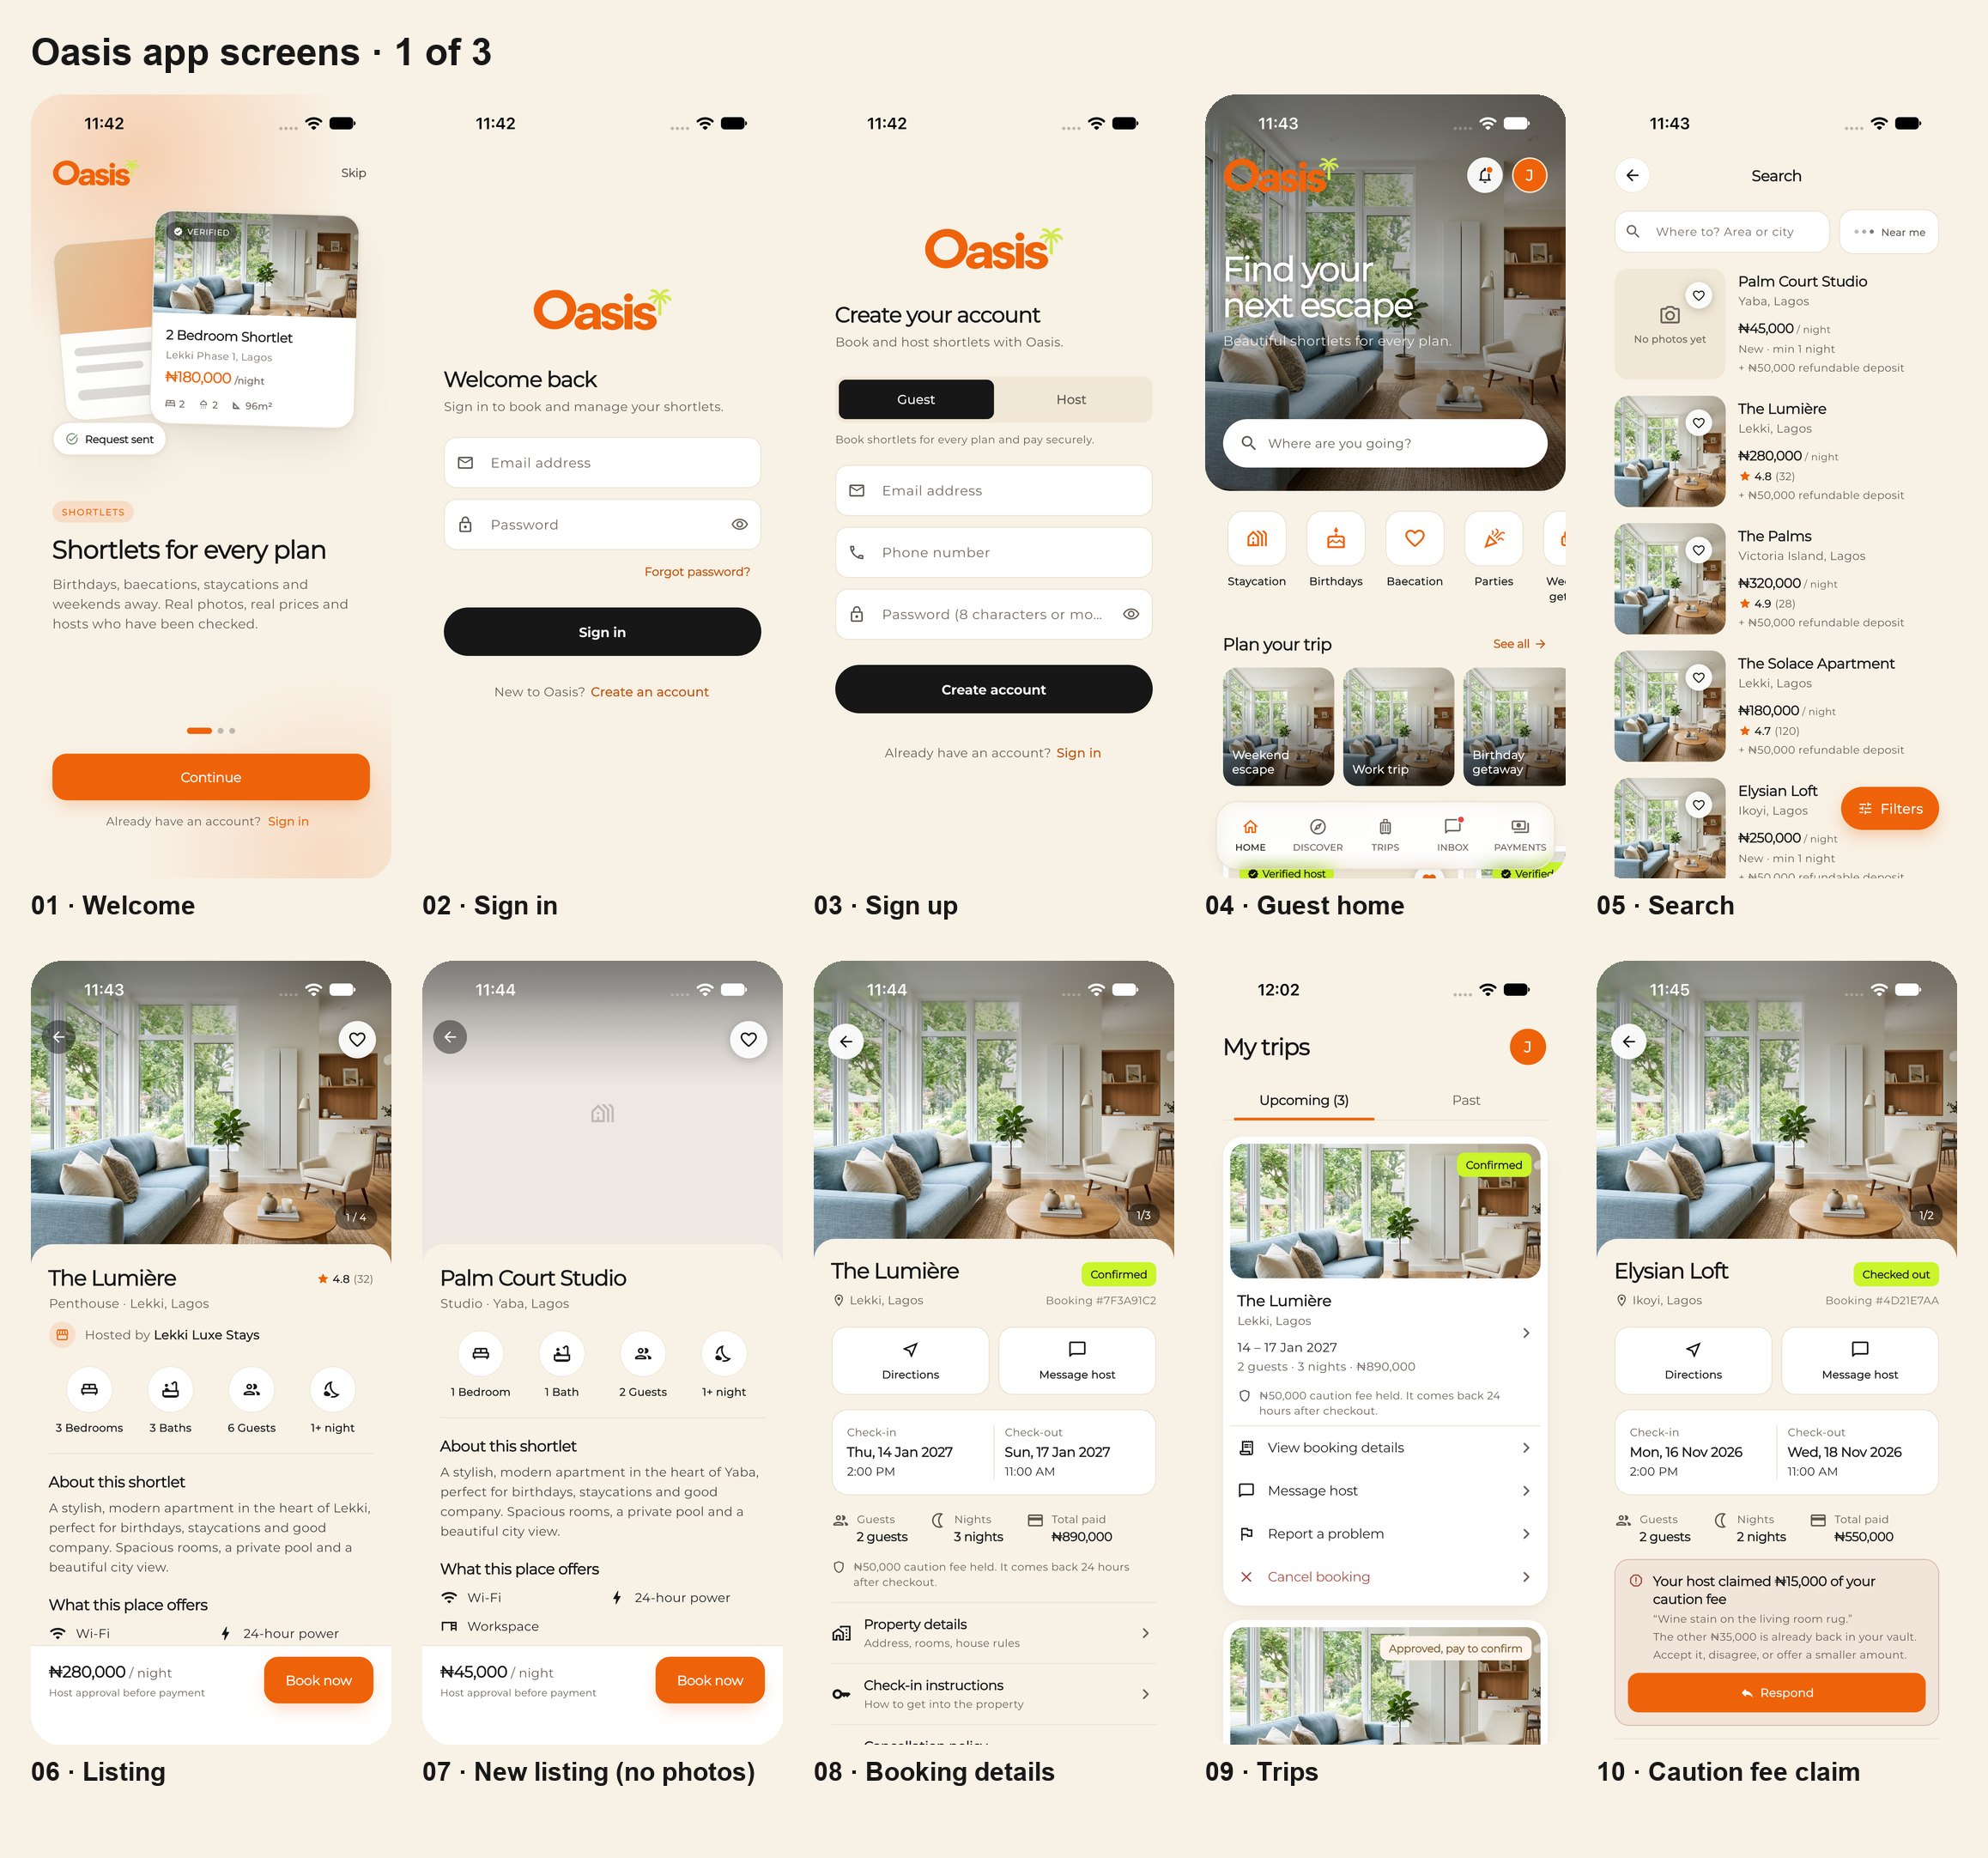 Oasis app screens · 1 of 3
11:42
Oasis
Skip
VERIFIED
2 Bedroom Shortlet
Lekki Phase 1, Lagos
₦180,000 /night
2 2 96m²
Request sent
SHORTLETS
Shortlets for every plan
Birthdays, baecations, staycations and
weekends away. Real photos, real prices and
hosts who have been checked.
Continue
Already have an account? Sign in
01 · Welcome
11:42
Oasis
Welcome back
Sign in to book and manage your shortlets.
Email address
Password
Forgot password?
Sign in
New to Oasis? Create an account
02 · Sign in
11:42
Oasis
Create your account
Book and host shortlets with Oasis.
Guest Host
Book shortlets for every plan and pay securely.
Email address
Phone number
Password (8 characters or mo...
Create account
Already have an account? Sign in
03 · Sign up
11:43
Oasis
J
Find your
next escape
Beautiful shortlets for every plan.
Where are you going?
Staycation Birthdays Baecation Parties
Plan your trip See all →
Weekend
escape
Work trip
Birthday
getaway
HOME DISCOVER TRIPS INBOX PAYMENTS
Verified host Verified
04 · Guest home
11:43
Search
Where to? Area or city
Near me
No photos yet
Palm Court Studio
Yaba, Lagos
₦45,000 / night
New · min 1 night
+ ₦50,000 refundable deposit
The Lumière
Lekki, Lagos
₦280,000 / night
4.8 (32)
+ ₦50,000 refundable deposit
The Palms
Victoria Island, Lagos
₦320,000 / night
4.9 (28)
+ ₦50,000 refundable deposit
The Solace Apartment
Lekki, Lagos
₦180,000 / night
4.7 (120)
+ ₦50,000 refundable deposit
Elysian Loft
Ikoyi, Lagos
₦250,000 / night
New · min 1 night
+ ₦50,000 refundable deposit
Filters
05 · Search
11:43
1 / 4
The Lumière 4.8 (32)
Penthouse · Lekki, Lagos
Hosted by Lekki Luxe Stays
3 Bedrooms 3 Baths 6 Guests 1+ night
About this shortlet
A stylish, modern apartment in the heart of Lekki,
perfect for birthdays, staycations and good
company. Spacious rooms, a private pool and a
beautiful city view.
What this place offers
Wi-Fi 24-hour power
₦280,000 / night
Host approval before payment
Book now
06 · Listing
11:44
Palm Court Studio
Studio · Yaba, Lagos
1 Bedroom 1 Bath 2 Guests 1+ night
About this shortlet
A stylish, modern apartment in the heart of Yaba,
perfect for birthdays, staycations and good
company. Spacious rooms, a private pool and a
beautiful city view.
What this place offers
Wi-Fi 24-hour power
Workspace
₦45,000 / night
Host approval before payment
Book now
07 · New listing (no photos)
11:44
1/3
The Lumière Confirmed
Lekki, Lagos Booking #7F3A91C2
Directions Message host
Check-in Check-out
Thu, 14 Jan 2027 Sun, 17 Jan 2027
2:00 PM 11:00 AM
Guests Nights Total paid
2 guests 3 nights ₦890,000
₦50,000 caution fee held. It comes back 24 hours
after checkout.
Property details
Address, rooms, house rules
Check-in instructions
How to get into the property
Cancellation policy
08 · Booking details
12:02
My trips J
Upcoming (3) Past
Confirmed
The Lumière
Lekki, Lagos
14 – 17 Jan 2027
2 guests · 3 nights · ₦890,000
₦50,000 caution fee held. It comes back 24
hours after checkout.
View booking details
Message host
Report a problem
Cancel booking
Approved, pay to confirm
09 · Trips
11:45
1/2
Elysian Loft Checked out
Ikoyi, Lagos Booking #4D21E7AA
Directions Message host
Check-in Check-out
Mon, 16 Nov 2026 Wed, 18 Nov 2026
2:00 PM 11:00 AM
Guests Nights Total paid
2 guests 2 nights ₦550,000
Your host claimed ₦15,000 of your
caution fee
“Wine stain on the living room rug.”
The other ₦35,000 is already back in your vault.
Accept it, disagree, or offer a smaller amount.
Respond
10 · Caution fee claim